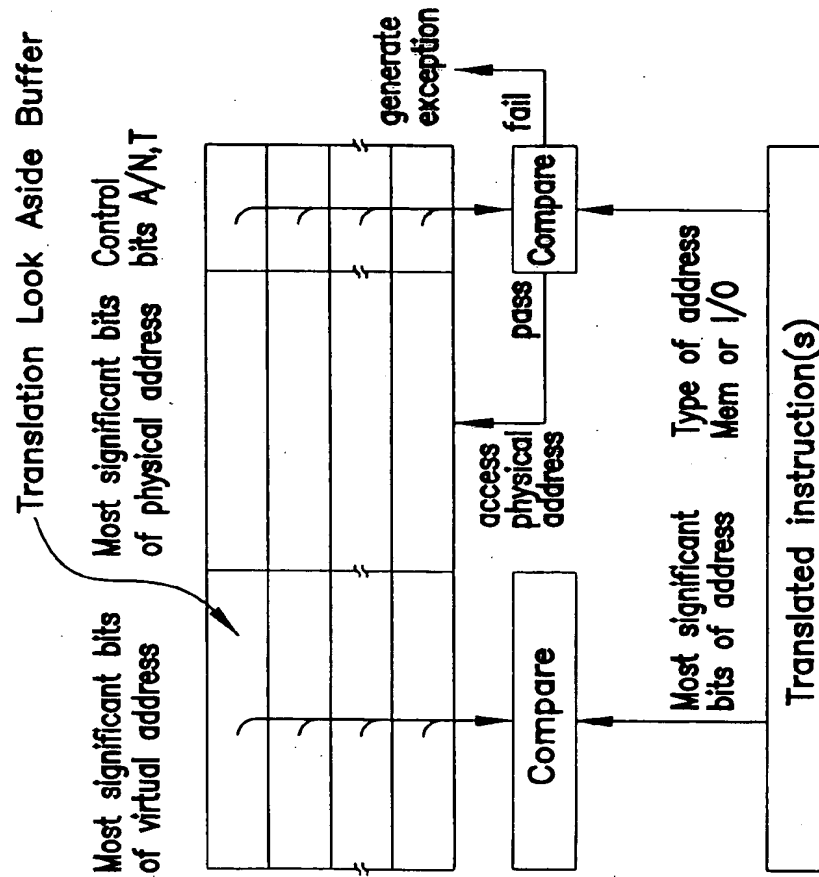 Translation Look Aside Buffer
Most significant bits
of virtual address
Most significant bits
of physical address
Control
bits A/N,T
generate
exception
access
physical
address
pass
fail
Compare
Compare
Most significant
bits of address
Type of address
Mem or I/O
Translated instruction(s)